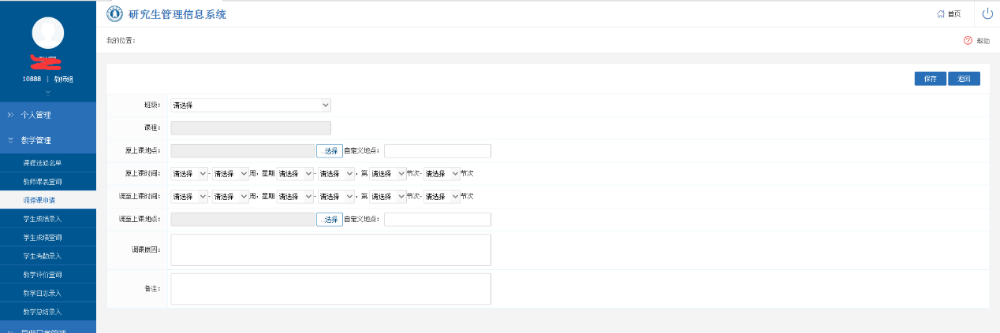 研究生管理信息系统
首页
我的位置：
帮助
10888 | 教师组
个人管理
教学管理
课程选修名单
教师课表查询
调停课申请
学生成绩录入
学生成绩查询
学生考勤录入
教学评价查询
教学日志录入
教学总结录入
保存 返回
班级： 请选择
课程：
原上课地点： ...选择 自定义地点：
原上课时间： 请选择 - 请选择 周，星期 请选择 - 请选择 ，第 请选择 节次- 请选择 节次
调至上课时间： 请选择 - 请选择 周，星期 请选择 - 请选择 ，第 请选择 节次- 请选择 节次
调至上课地点： ...选择 自定义地点：
调课原因：
备注：